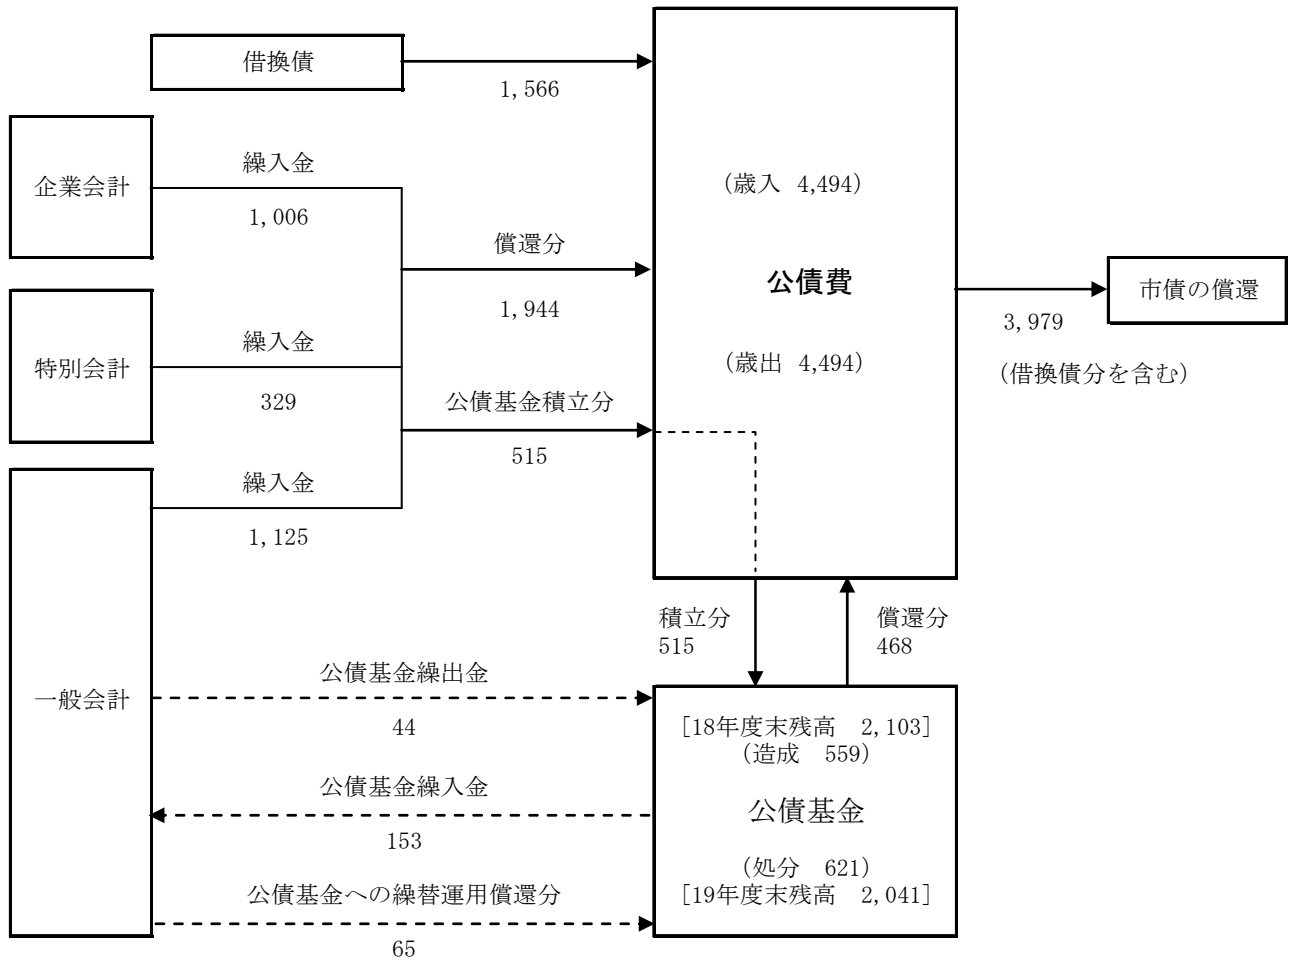 借換債
1,566
企業会計
繰入金
1,006
(歳入 4,494)
償還分
1,944
公債費
市債の償還
3,979
(借換債分を含む)
特別会計
繰入金
329
(歳出 4,494)
公債基金積立分
515
繰入金
1,125
積立分
515
償還分
468
一般会計
公債基金繰出金
44
[18年度末残高 2,103]
(造成 559)
公債基金繰入金
153
公債基金
(処分 621)
[19年度末残高 2,041]
公債基金への繰替運用償還分
65